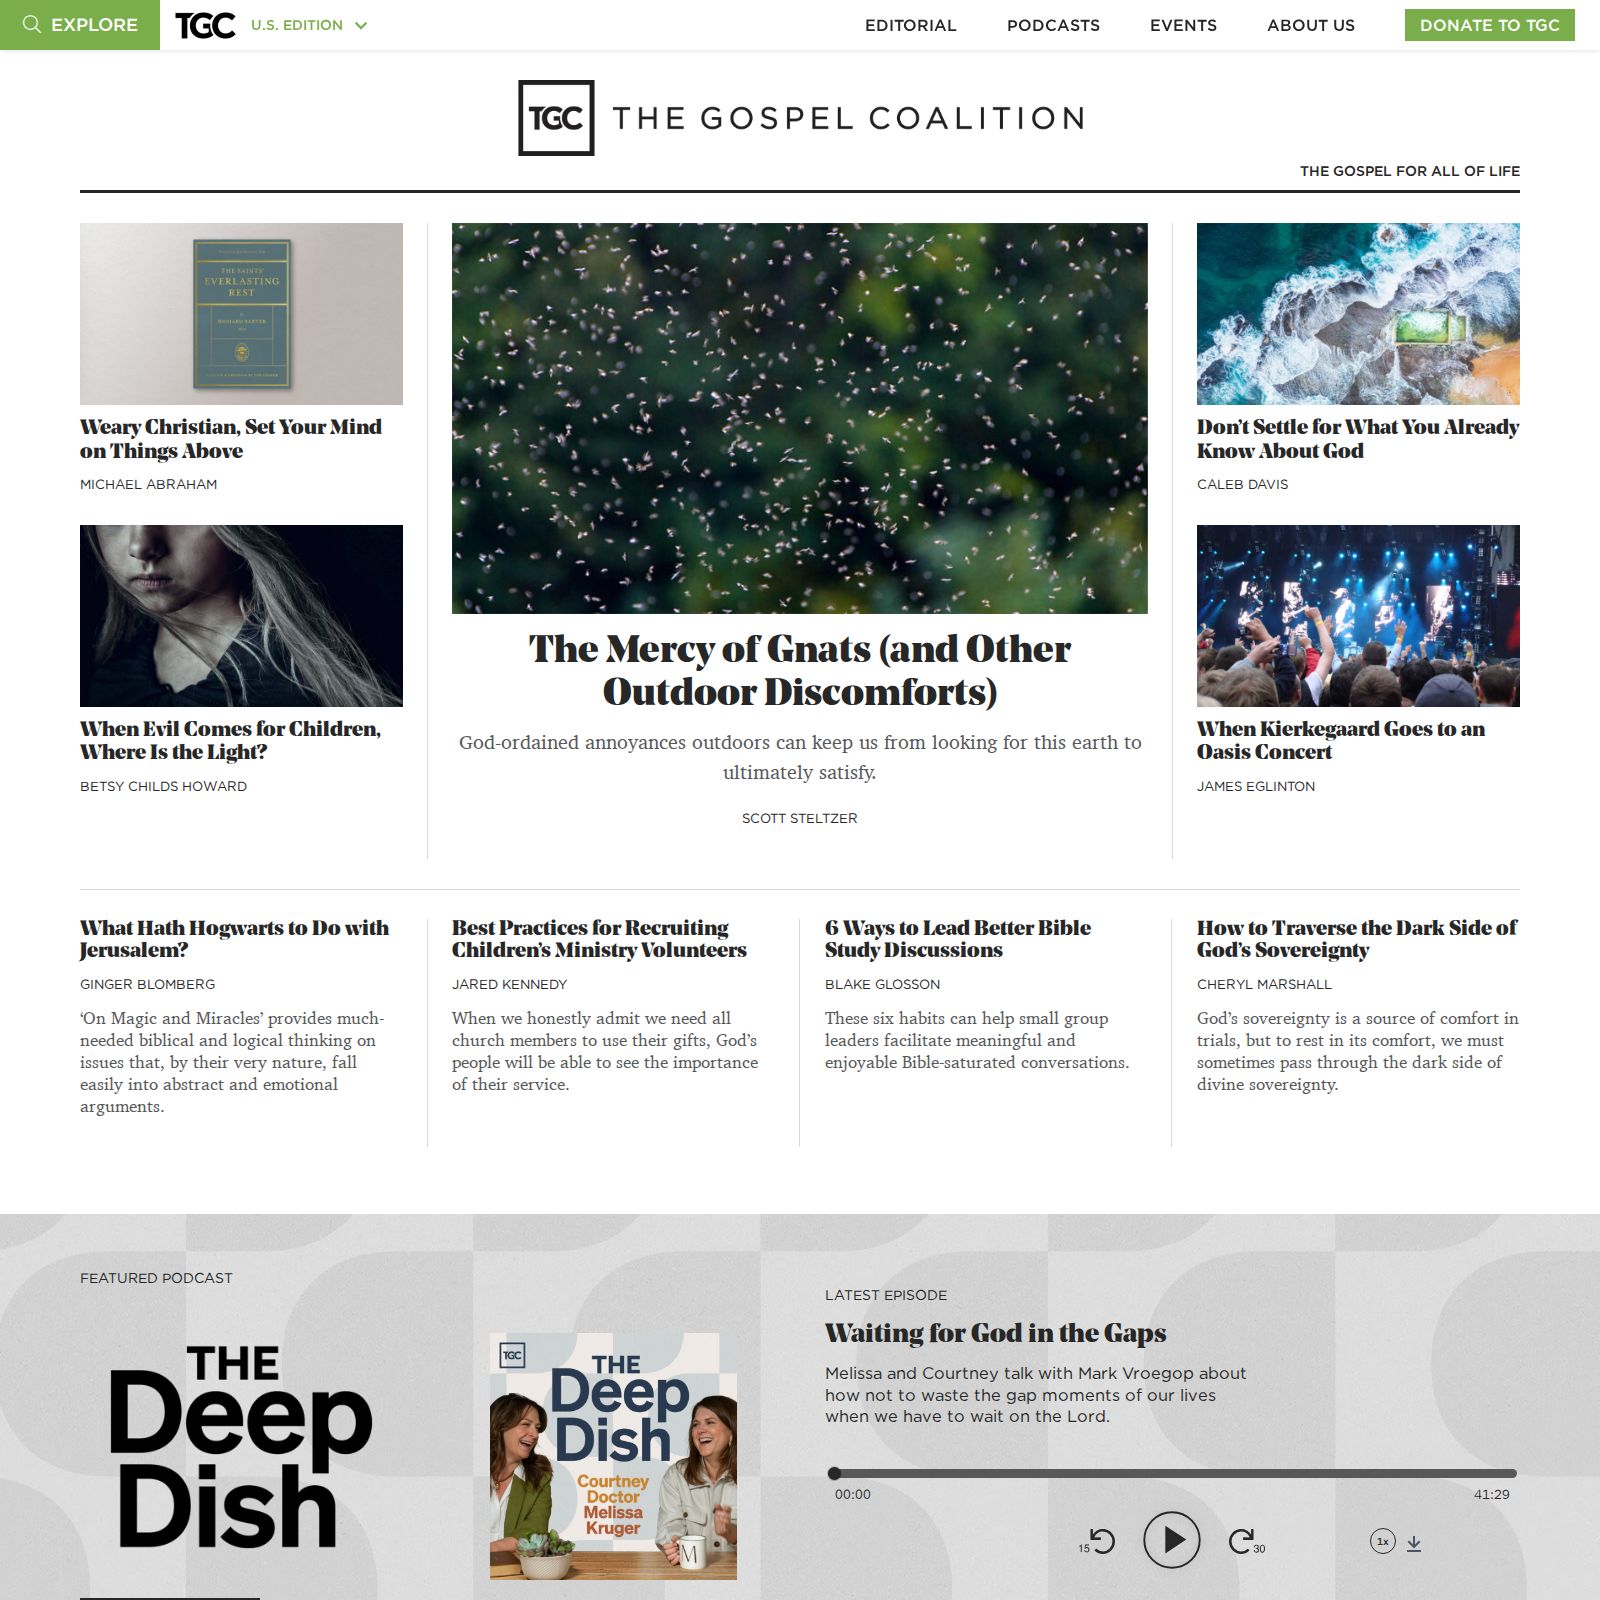 EXPLORE
TGC
U.S. EDITION
EDITORIAL
PODCASTS
EVENTS
ABOUT US
DONATE TO TGC
TGC THE GOSPEL COALITION
THE GOSPEL FOR ALL OF LIFE
THE SAINTS'
EVERLASTING
REST
RICHARD BAXTER
Weary Christian, Set Your Mind
on Things Above
MICHAEL ABRAHAM
When Evil Comes for Children,
Where Is the Light?
BETSY CHILDS HOWARD
The Mercy of Gnats (and Other
Outdoor Discomforts)
God-ordained annoyances outdoors can keep us from looking for this earth to
ultimately satisfy.
SCOTT STELTZER
Don’t Settle for What You Already
Know About God
CALEB DAVIS
When Kierkegaard Goes to an
Oasis Concert
JAMES EGLINTON
What Hath Hogwarts to Do with
Jerusalem?
GINGER BLOMBERG
‘On Magic and Miracles’ provides much-
needed biblical and logical thinking on
issues that, by their very nature, fall
easily into abstract and emotional
arguments.
Best Practices for Recruiting
Children’s Ministry Volunteers
JARED KENNEDY
When we honestly admit we need all
church members to use their gifts, God’s
people will be able to see the importance
of their service.
6 Ways to Lead Better Bible
Study Discussions
BLAKE GLOSSON
These six habits can help small group
leaders facilitate meaningful and
enjoyable Bible-saturated conversations.
How to Traverse the Dark Side of
God’s Sovereignty
CHERYL MARSHALL
God’s sovereignty is a source of comfort in
trials, but to rest in its comfort, we must
sometimes pass through the dark side of
divine sovereignty.
FEATURED PODCAST
THE
Deep
Dish
TGC
THE
Deep
Dish
Courtney
Doctor
Melissa
Kruger
M
LATEST EPISODE
Waiting for God in the Gaps
Melissa and Courtney talk with Mark Vroegop about
how not to waste the gap moments of our lives
when we have to wait on the Lord.
00:00
41:29
15
30
1x